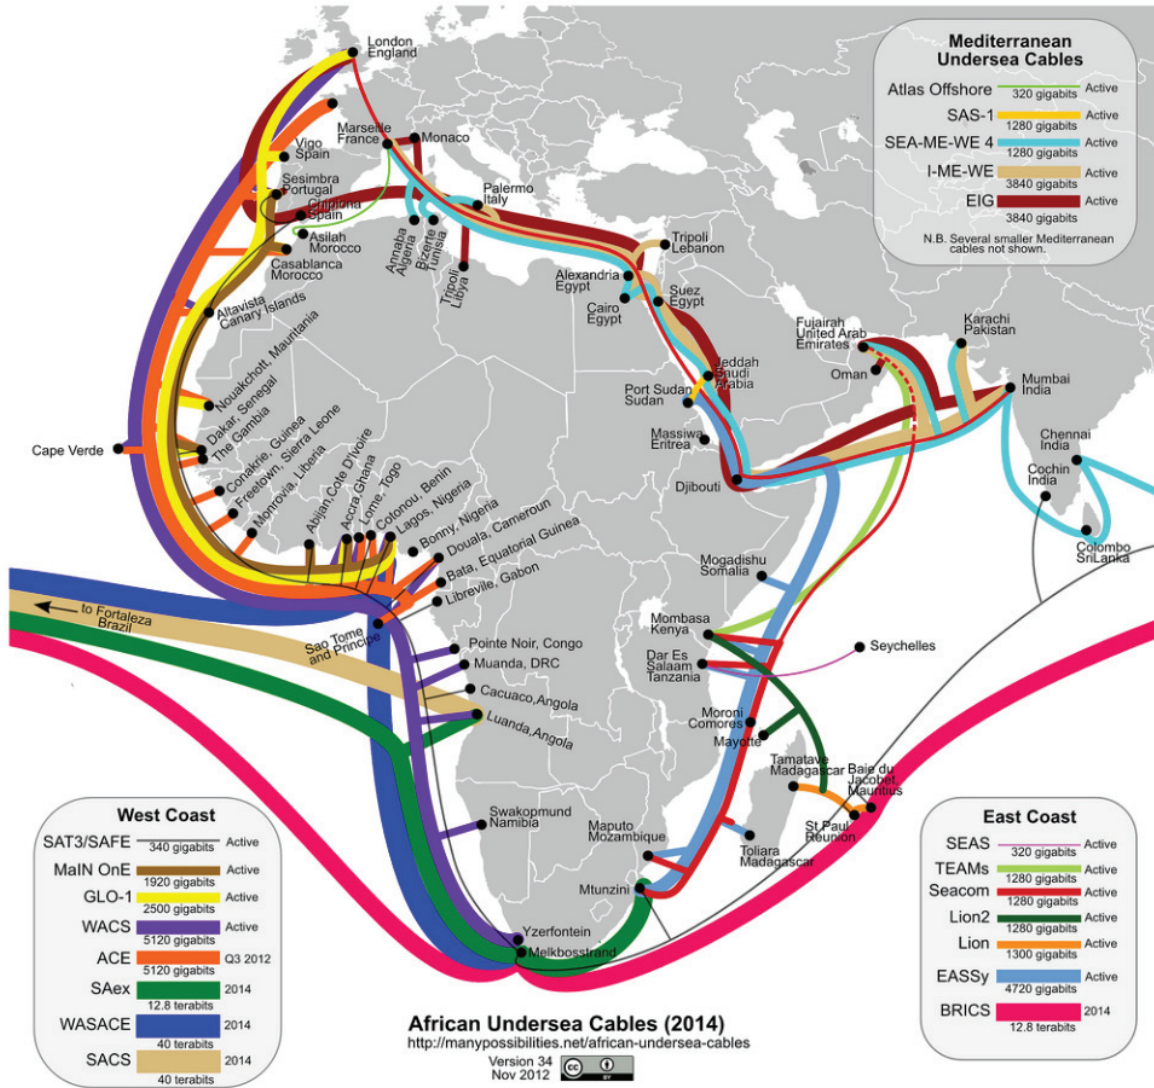 London
England
Marseille
France
Monaco
Vigo
Spain
Sesimbra
Portugal
Chipiona
Spain
Asilah
Morocco
Casablanca
Morocco
Palermo
Italy
Annaba
Algeria
Bizerte
Tunisia
Tripoli
Libya
Tripoli
Lebanon
Alexandria
Egypt
Cairo
Egypt
Suez
Egypt
Altavista
Canary Islands
Nouakchott, Mauritania
Dakar, Senegal
The Gambia
Cape Verde
Conakrie, Guinea
Freetown, Sierra Leone
Monrovia, Liberia
Abijan,Cote D'Ivoire
Accra,Ghana
Lome, Togo
Cotonou, Benin
Lagos, Nigeria
Bonny, Nigeria
Douala, Cameroun
Bata, Equatorial Guinea
Libreville, Gabon
Sao Tome
and Principe
to Fortaleza
Brazil
Pointe Noir, Congo
Muanda, DRC
Cacuaco,Angola
Luanda,Angola
Swakopmund
Namibia
Yzerfontein
Melkbosstrand
Mtunzini
Maputo
Mozambique
Toliara
Madagascar
Moroni
Comores
Mayotte
Tamatave
Madagascar
Baie du
Jacobet,
Mauritius
St Paul
Reunion
Seychelles
Dar Es
Salaam
Tanzania
Mombasa
Kenya
Mogadishu
Somalia
Djibouti
Massiwa
Eritrea
Port Sudan
Sudan
Jeddah
Saudi
Arabia
Fujairah
United Arab
Emirates
Oman
Karachi
Pakistan
Mumbai
India
Chennai
India
Cochin
India
Colombo
SriLanka
Mediterranean
Undersea Cables
Atlas Offshore 320 gigabits Active
SAS-1 1280 gigabits Active
SEA-ME-WE 4 1280 gigabits Active
I-ME-WE 3840 gigabits Active
EIG 3840 gigabits Active
N.B. Several smaller Mediterranean
cables not shown.
West Coast
SAT3/SAFE 340 gigabits Active
MaIN OnE 1920 gigabits Active
GLO-1 2500 gigabits Active
WACS 5120 gigabits Active
ACE 5120 gigabits Q3 2012
SAex 12.8 terabits 2014
WASACE 40 terabits 2014
SACS 40 terabits 2014
East Coast
SEAS 320 gigabits Active
TEAMs 1280 gigabits Active
Seacom 1280 gigabits Active
Lion2 1280 gigabits Active
Lion 1300 gigabits Active
EASSy 4720 gigabits Active
BRICS 12.8 terabits 2014
African Undersea Cables (2014)
http://manypossibilities.net/african-undersea-cables
Version 34
Nov 2012
cc
BY